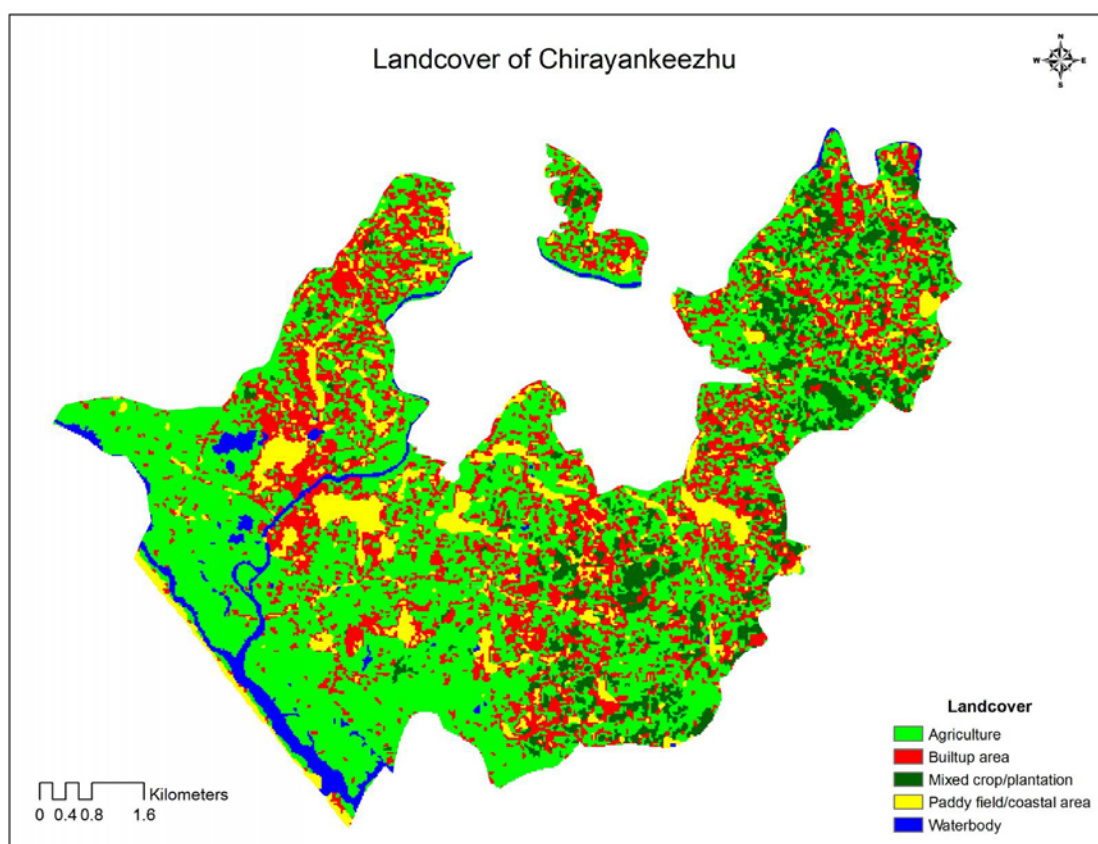 Landcover of Chirayankeezhu
N
W E
S
Landcover
Agriculture
Builtup area
Mixed crop/plantation
Paddy field/coastal area
Waterbody
Kilometers
0 0.4 0.8 1.6